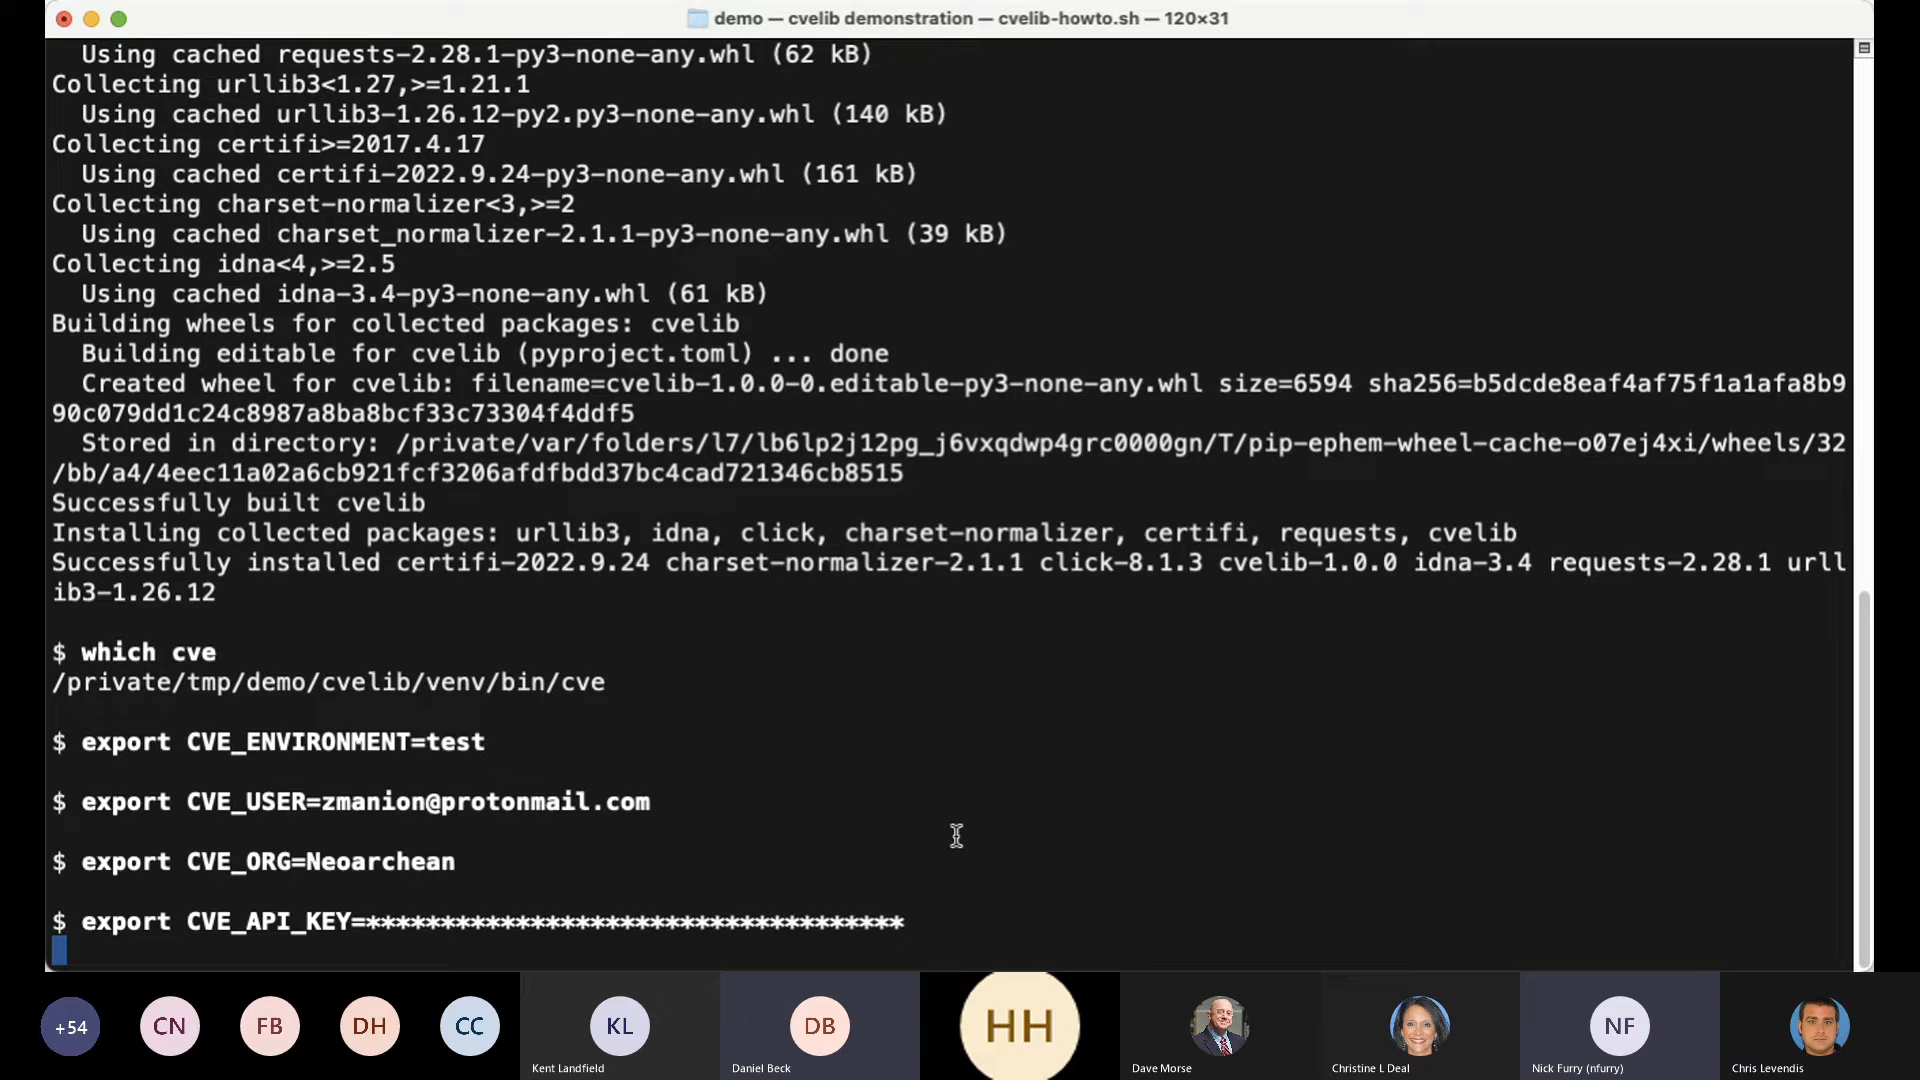 demo — cvelib demonstration — cvelib-howto.sh — 120×31
Using cached requests-2.28.1-py3-none-any.whl (62 kB)
Collecting urllib3<1.27,>=1.21.1
Using cached urllib3-1.26.12-py2.py3-none-any.whl (140 kB)
Collecting certifi>=2017.4.17
Using cached certifi-2022.9.24-py3-none-any.whl (161 kB)
Collecting charset-normalizer<3,>=2
Using cached charset_normalizer-2.1.1-py3-none-any.whl (39 kB)
Collecting idna<4,>=2.5
Using cached idna-3.4-py3-none-any.whl (61 kB)
Building wheels for collected packages: cvelib
Building editable for cvelib (pyproject.toml) ... done
Created wheel for cvelib: filename=cvelib-1.0.0-0.editable-py3-none-any.whl size=6594 sha256=b5dcde8eaf4af75f1a1afa8b9
90c079dd1c24c8987a8ba8bcf33c73304f4ddf5
Stored in directory: /private/var/folders/l7/lb6lp2j12pg_j6vxqdwp4grc0000gn/T/pip-ephem-wheel-cache-o07ej4xi/wheels/32
/bb/a4/4eec11a02a6cb921fcf3206afdfbdd37bc4cad721346cb8515
Successfully built cvelib
Installing collected packages: urllib3, idna, click, charset-normalizer, certifi, requests, cvelib
Successfully installed certifi-2022.9.24 charset-normalizer-2.1.1 click-8.1.3 cvelib-1.0.0 idna-3.4 requests-2.28.1 urll
ib3-1.26.12
$ which cve
/private/tmp/demo/cvelib/venv/bin/cve
$ export CVE_ENVIRONMENT=test
$ export CVE_USER=zmanion@protonmail.com
$ export CVE_ORG=Neoarchean
$ export CVE_API_KEY=************************************
+54 CN FB DH CC KL DB HH NF
Kent Landfield Daniel Beck Dave Morse Christine L Deal Nick Furry (nfurry) Chris Levendis